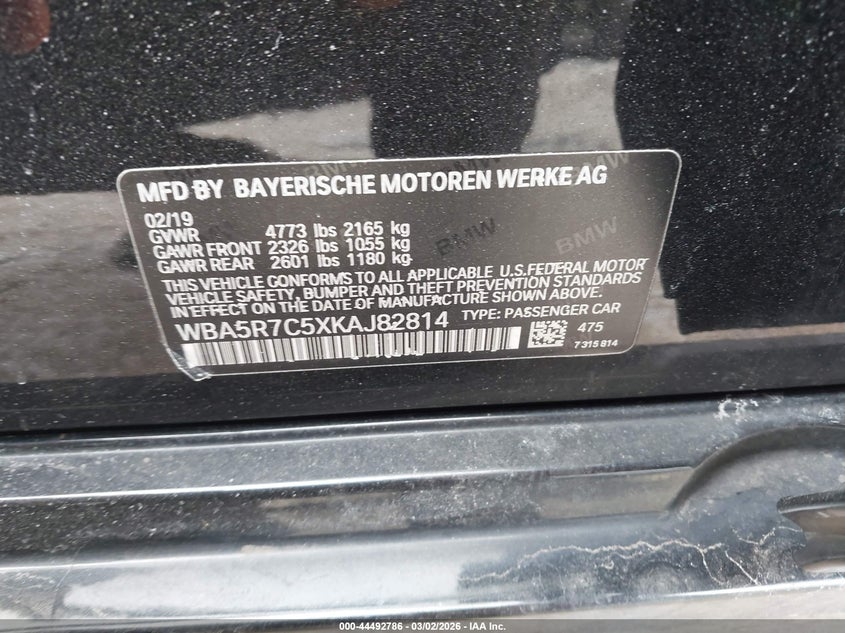 MFD BY BAYERISCHE MOTOREN WERKE AG
02/19
GVWR 4773 lbs 2165 kg
GAWR FRONT 2326 lbs 1055 kg
GAWR REAR 2601 lbs 1180 kg
THIS VEHICLE CONFORMS TO ALL APPLICABLE U.S.FEDERAL MOTOR
VEHICLE SAFETY, BUMPER AND THEFT PREVENTION STANDARDS
IN EFFECT ON THE DATE OF MANUFACTURE SHOWN ABOVE.
WBA5R7C5XKAJ82814 TYPE: PASSENGER CAR
475
7 315 814
BMW
BMW
000-44492786 - 03/02/2026 - IAA Inc.